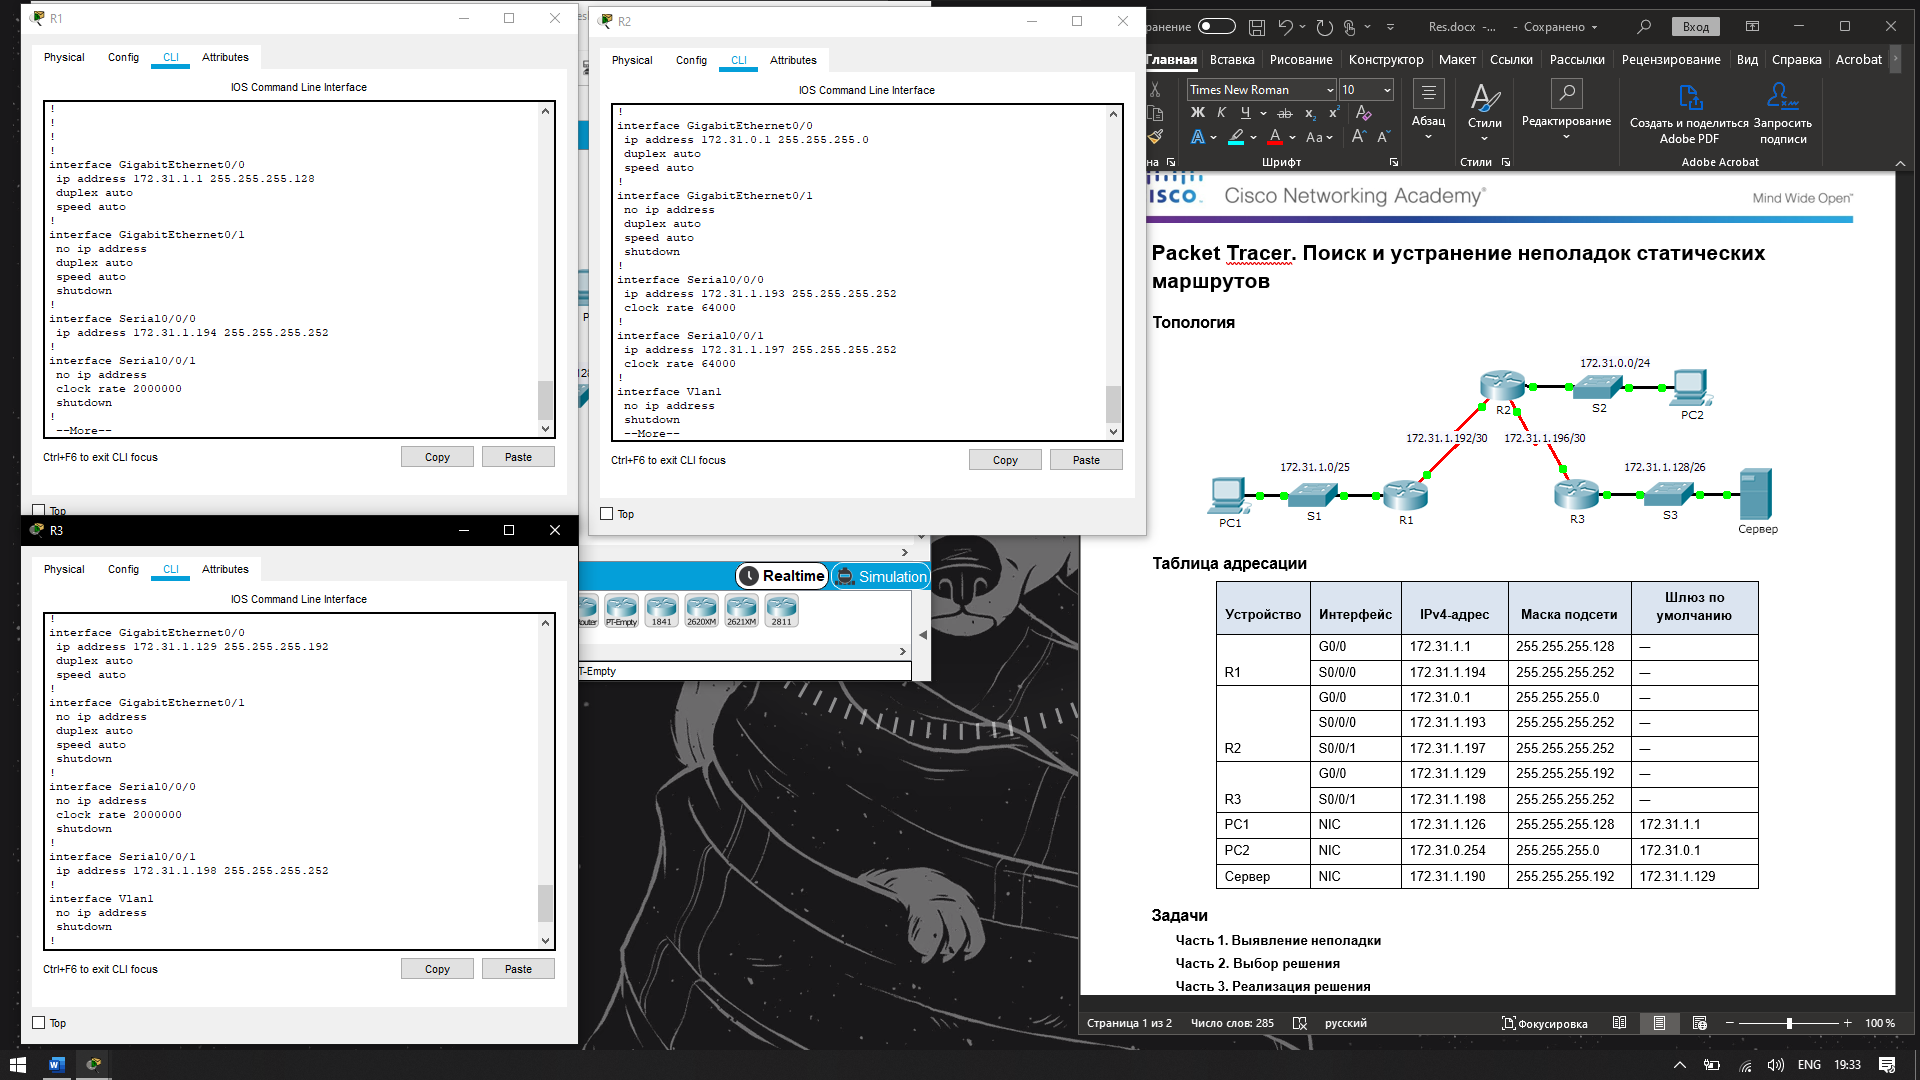 R1
Physical
Config
CLI
Attributes
IOS Command Line Interface
!
!
!
!
interface GigabitEthernet0/0
ip address 172.31.1.1 255.255.255.128
duplex auto
speed auto
!
interface GigabitEthernet0/1
no ip address
duplex auto
speed auto
shutdown
!
interface Serial0/0/0
ip address 172.31.1.194 255.255.255.252
!
interface Serial0/0/1
no ip address
clock rate 2000000
shutdown
!
--More--
Ctrl+F6 to exit CLI focus
Copy
Paste
Top
R2
Physical
Config
CLI
Attributes
IOS Command Line Interface
!
interface GigabitEthernet0/0
ip address 172.31.0.1 255.255.255.0
duplex auto
speed auto
!
interface GigabitEthernet0/1
no ip address
duplex auto
speed auto
shutdown
!
interface Serial0/0/0
ip address 172.31.1.193 255.255.255.252
clock rate 64000
!
interface Serial0/0/1
ip address 172.31.1.197 255.255.255.252
clock rate 64000
!
interface Vlan1
no ip address
shutdown
--More--
Ctrl+F6 to exit CLI focus
Copy
Paste
Top
R3
Physical
Config
CLI
Attributes
IOS Command Line Interface
!
interface GigabitEthernet0/0
ip address 172.31.1.129 255.255.255.192
duplex auto
speed auto
!
interface GigabitEthernet0/1
no ip address
duplex auto
speed auto
shutdown
!
interface Serial0/0/0
no ip address
clock rate 2000000
shutdown
!
interface Serial0/0/1
ip address 172.31.1.198 255.255.255.252
!
interface Vlan1
no ip address
shutdown
!
Ctrl+F6 to exit CLI focus
Copy
Paste
Top
Realtime
Simulation
PT-Empty
1841
2620XM
2621XM
2811
T-Empty
Res.docx -... - Сохранено
Вход
Главная Вставка Рисование Конструктор Макет Ссылки Рассылки Рецензирование Вид Справка Acrobat
Times New Roman 10
Ж К Ч ab x₂ x²
Абзац
Стили
Редактирование
Создать и поделиться Adobe PDF
Запросить подписи
Шрифт
Стили
Adobe Acrobat
Cisco Networking Academy®
Mind Wide Open™
Packet Tracer. Поиск и устранение неполадок статических
маршрутов
Топология
172.31.0.0/24
R2
S2
PC2
172.31.1.192/30
172.31.1.196/30
172.31.1.0/25
172.31.1.128/26
PC1
S1
R1
R3
S3
Сервер
Таблица адресации
Устройство Интерфейс IPv4-адрес Маска подсети Шлюз по умолчанию
R1 G0/0 172.31.1.1 255.255.255.128 —
S0/0/0 172.31.1.194 255.255.255.252 —
R2 G0/0 172.31.0.1 255.255.255.0 —
S0/0/0 172.31.1.193 255.255.255.252 —
S0/0/1 172.31.1.197 255.255.255.252 —
R3 G0/0 172.31.1.129 255.255.255.192 —
S0/0/1 172.31.1.198 255.255.255.252 —
PC1 NIC 172.31.1.126 255.255.255.128 172.31.1.1
PC2 NIC 172.31.0.254 255.255.255.0 172.31.0.1
Сервер NIC 172.31.1.190 255.255.255.192 172.31.1.129
Задачи
Часть 1. Выявление неполадки
Часть 2. Выбор решения
Часть 3. Реализация решения
Страница 1 из 2
Число слов: 285
русский
Фокусировка
100 %
ENG
19:33